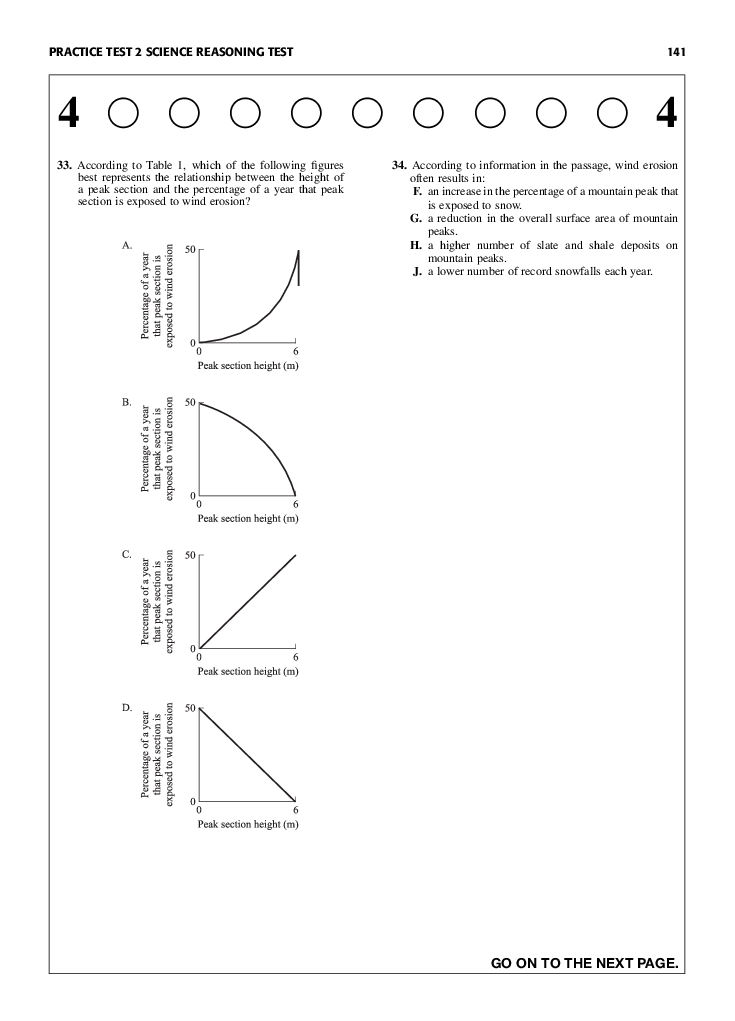 PRACTICE TEST 2 SCIENCE REASONING TEST 141
4 4
33. According to Table 1, which of the following figures
best represents the relationship between the height of
a peak section and the percentage of a year that peak
section is exposed to wind erosion?
A.
Percentage of a year
that peak section is
exposed to wind erosion
50
0
0 6
Peak section height (m)
B.
Percentage of a year
that peak section is
exposed to wind erosion
50
0
0 6
Peak section height (m)
C.
Percentage of a year
that peak section is
exposed to wind erosion
50
0
0 6
Peak section height (m)
D.
Percentage of a year
that peak section is
exposed to wind erosion
50
0
0 6
Peak section height (m)
34. According to information in the passage, wind erosion
often results in:
F. an increase in the percentage of a mountain peak that
is exposed to snow.
G. a reduction in the overall surface area of mountain
peaks.
H. a higher number of slate and shale deposits on
mountain peaks.
J. a lower number of record snowfalls each year.
GO ON TO THE NEXT PAGE.